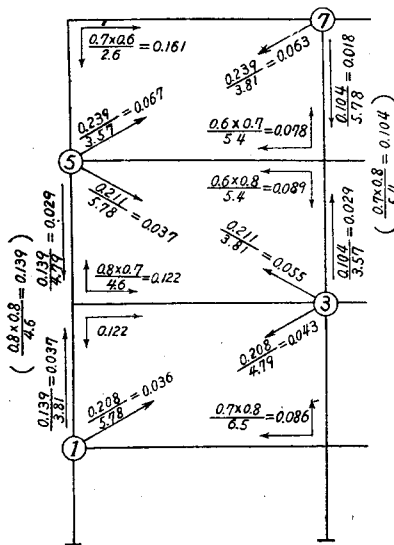 7
0.7×0.6/2.6 = 0.161
0.239/3.81 = 0.063
0.104/5.78 = 0.018
0.239/3.57 = 0.067
0.6×0.7/5.4 = 0.078
5
0.6×0.8/5.4 = 0.089
0.211/5.78 = 0.037
0.139/4.79 = 0.029
(0.8×0.8/4.6 = 0.139)
0.8×0.7/4.6 = 0.122
0.211/3.81 = 0.055
0.104/3.57 = 0.029
3
0.122
0.139/3.81 = 0.037
0.208/4.79 = 0.043
0.208/5.78 = 0.036
0.7×0.8/6.5 = 0.086
1